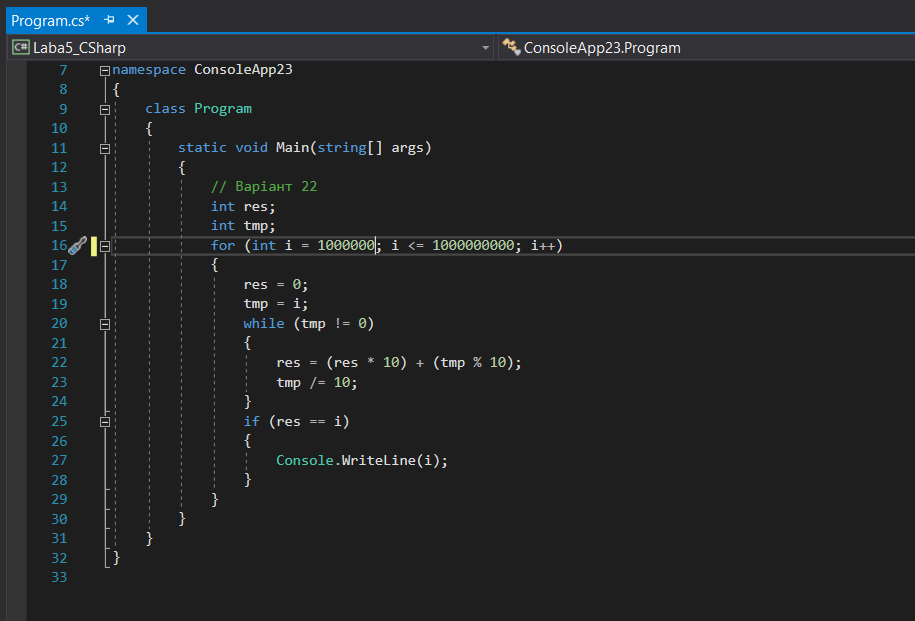 Program.cs*
Laba5_CSharp ConsoleApp23.Program
7 namespace ConsoleApp23
8 {
9 class Program
10 {
11 static void Main(string[] args)
12 {
13 // Варіант 22
14 int res;
15 int tmp;
16 for (int i = 1000000; i <= 1000000000; i++)
17 {
18 res = 0;
19 tmp = i;
20 while (tmp != 0)
21 {
22 res = (res * 10) + (tmp % 10);
23 tmp /= 10;
24 }
25 if (res == i)
26 {
27 Console.WriteLine(i);
28 }
29 }
30 }
31 }
32 }
33